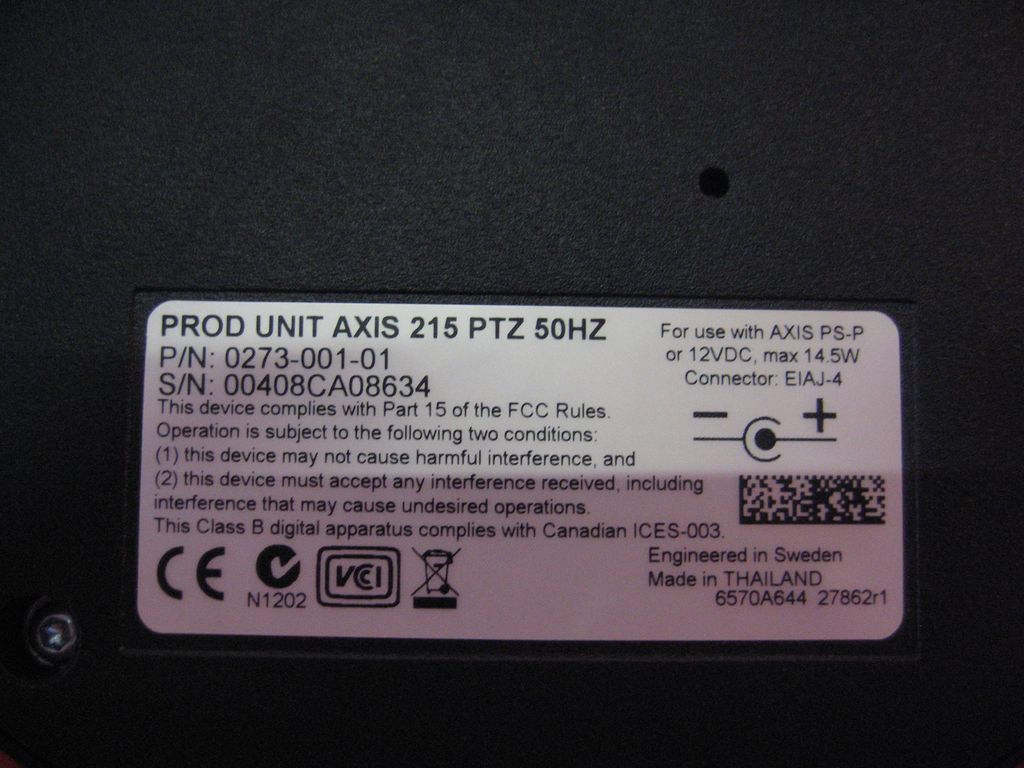 PROD UNIT AXIS 215 PTZ 50HZ
P/N: 0273-001-01
S/N: 00408CA08634
This device complies with Part 15 of the FCC Rules.
Operation is subject to the following two conditions:
(1) this device may not cause harmful interference, and
(2) this device must accept any interference received, including
interference that may cause undesired operations.
This Class B digital apparatus complies with Canadian ICES-003.
For use with AXIS PS-P
or 12VDC, max 14.5W
Connector: EIAJ-4
− +
CE
N1202
VCI
Engineered in Sweden
Made in THAILAND
6570A644 27862r1